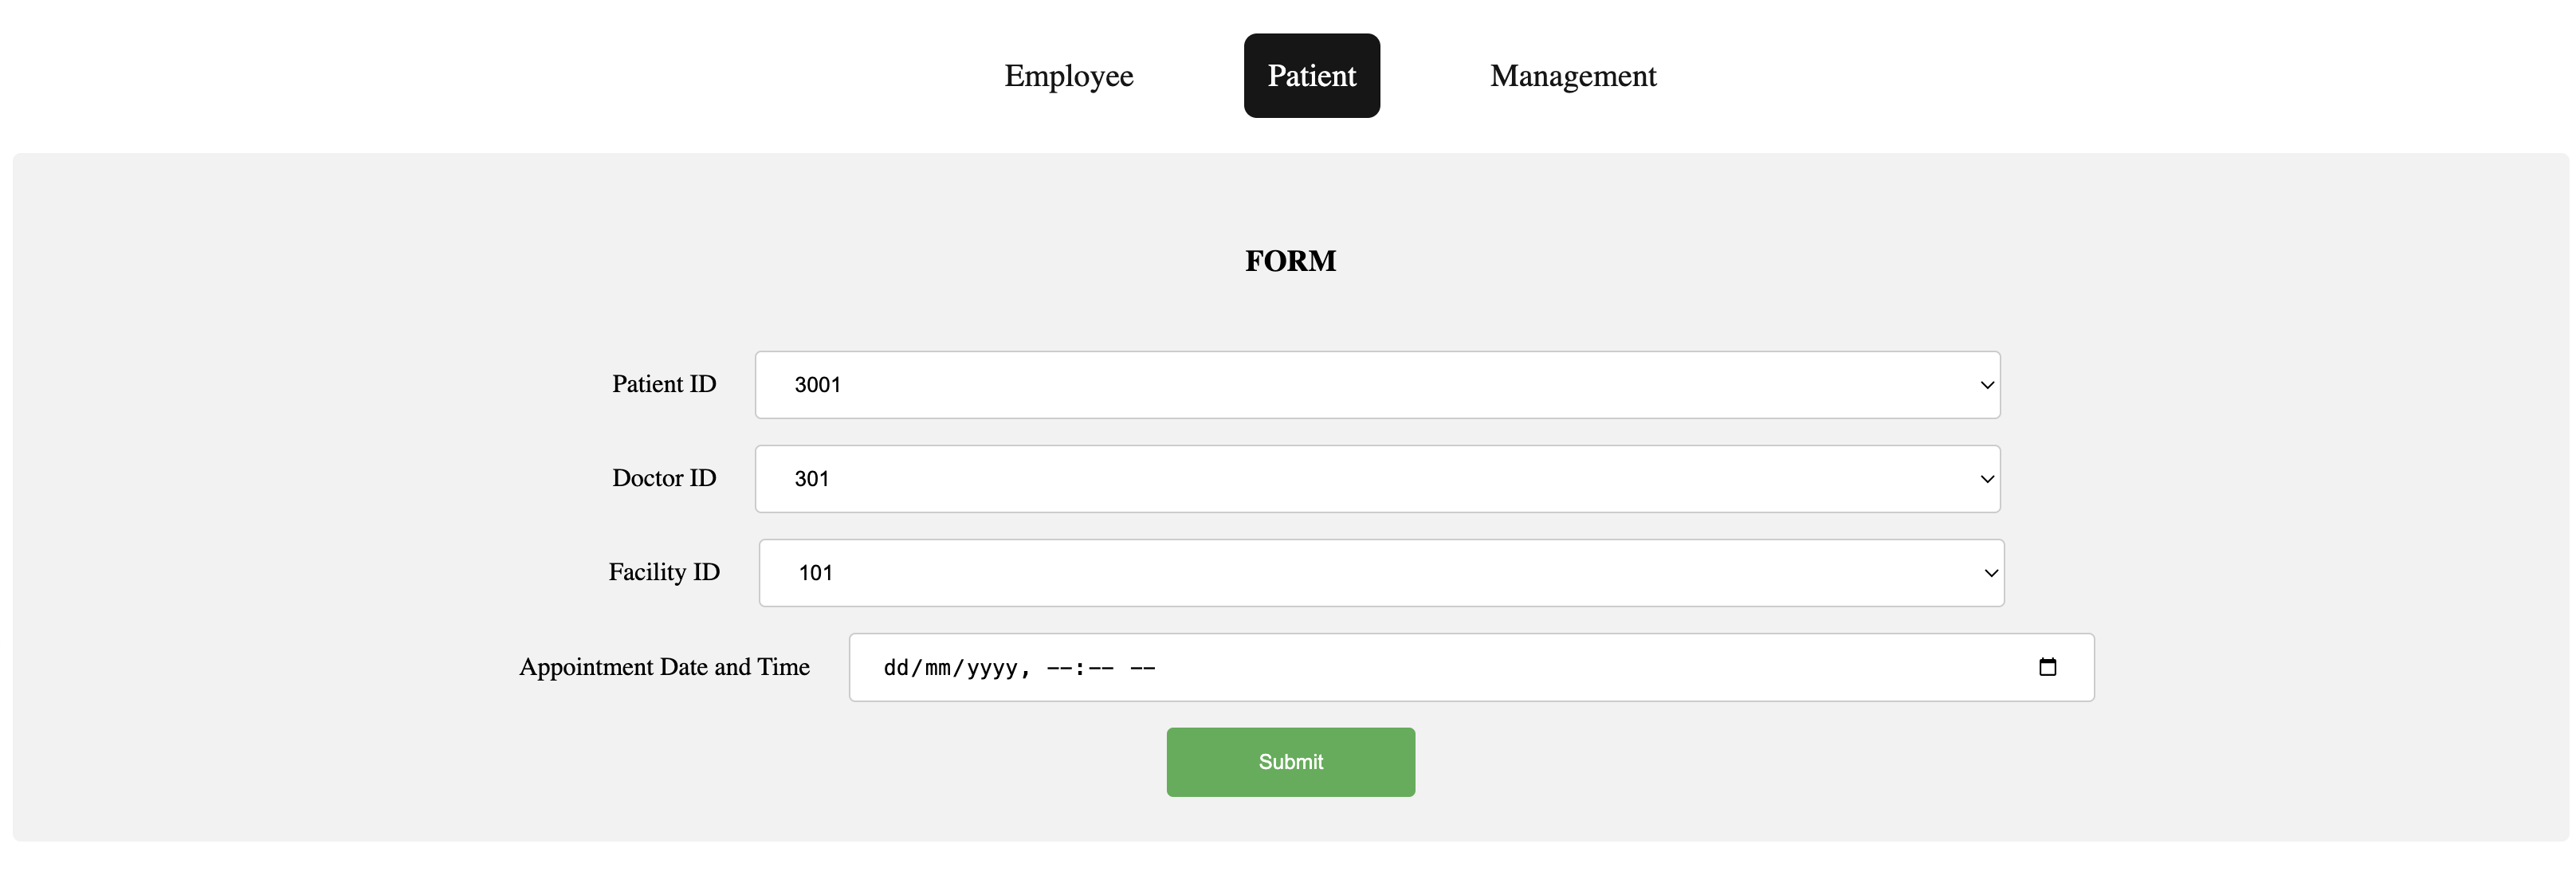 Employee Patient Management
FORM
Patient ID 3001
Doctor ID 301
Facility ID 101
Appointment Date and Time dd/mm/yyyy, --:-- --
Submit